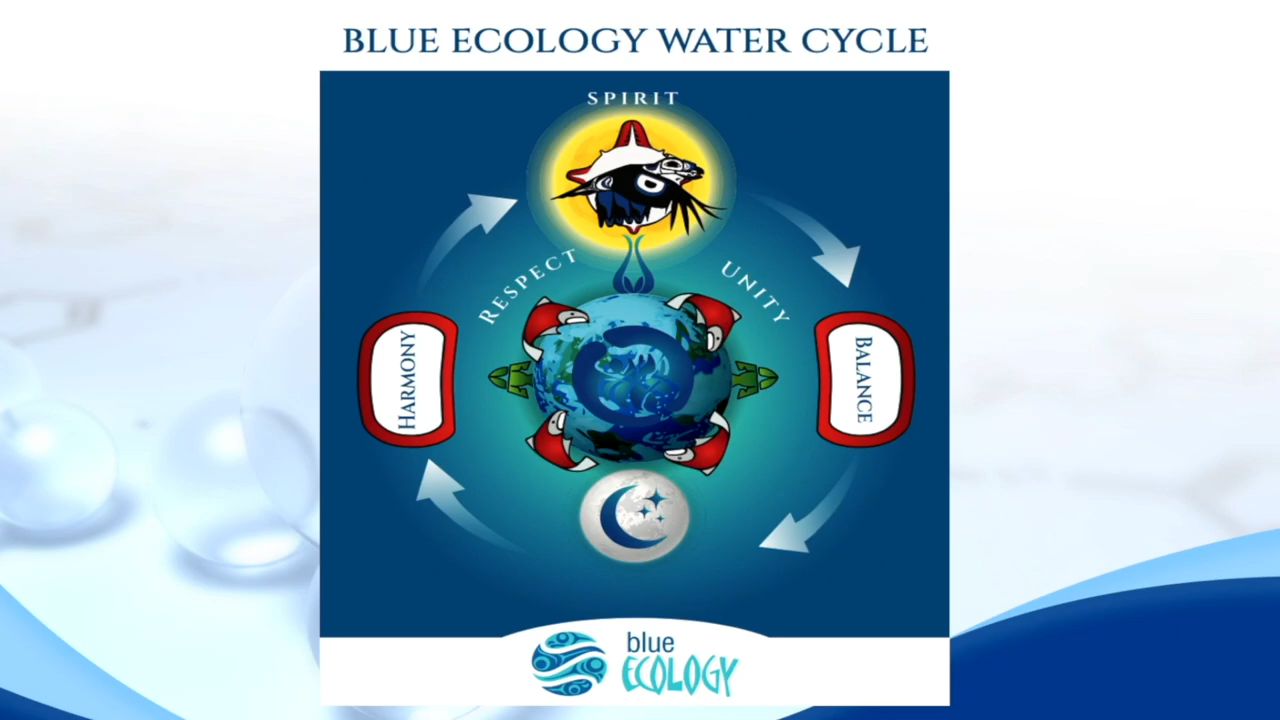 BLUE ECOLOGY WATER CYCLE
SPIRIT
RESPECT
UNITY
HARMONY
BALANCE
blue
ECOLOGY